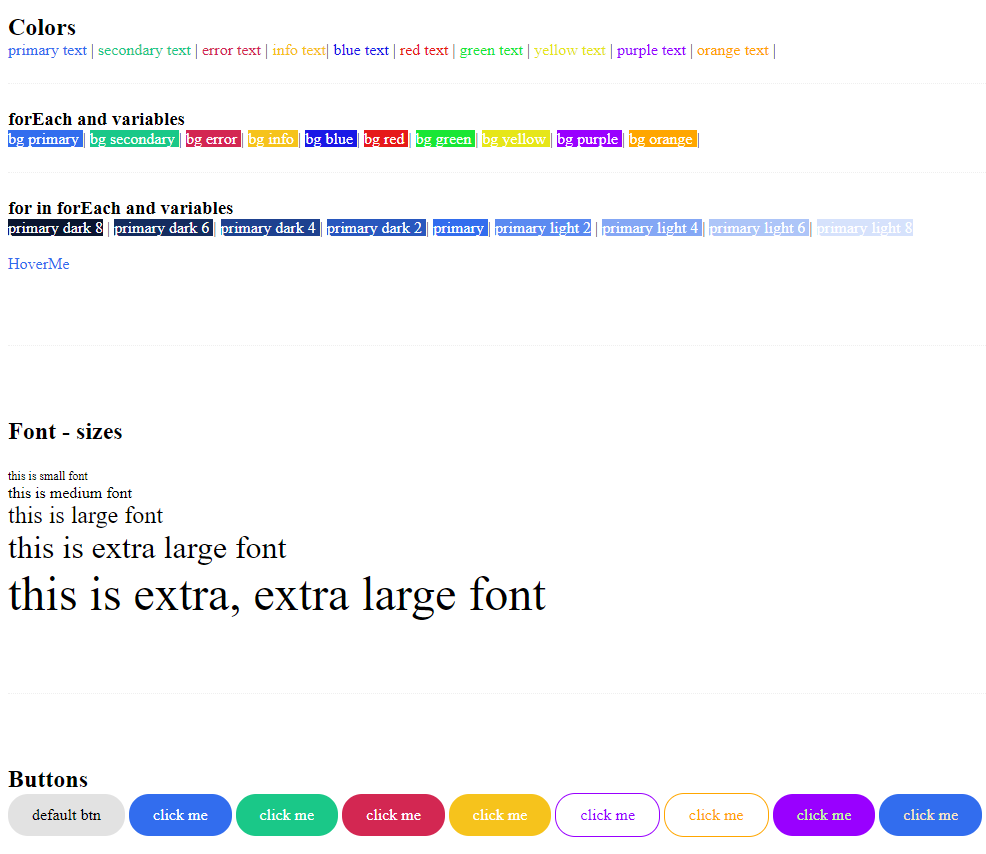 Colors
primary text | secondary text | error text | info text| blue text | red text | green text | yellow text | purple text | orange text |
forEach and variables
bg primary | bg secondary | bg error | bg info | bg blue | bg red | bg green | bg yellow | bg purple | bg orange |
for in forEach and variables
primary dark 8 | primary dark 6 | primary dark 4 | primary dark 2 | primary | primary light 2 | primary light 4 | primary light 6 | primary light 8
HoverMe
Font - sizes
this is small font
this is medium font
this is large font
this is extra large font
this is extra, extra large font
Buttons
default btn click me click me click me click me click me click me click me click me